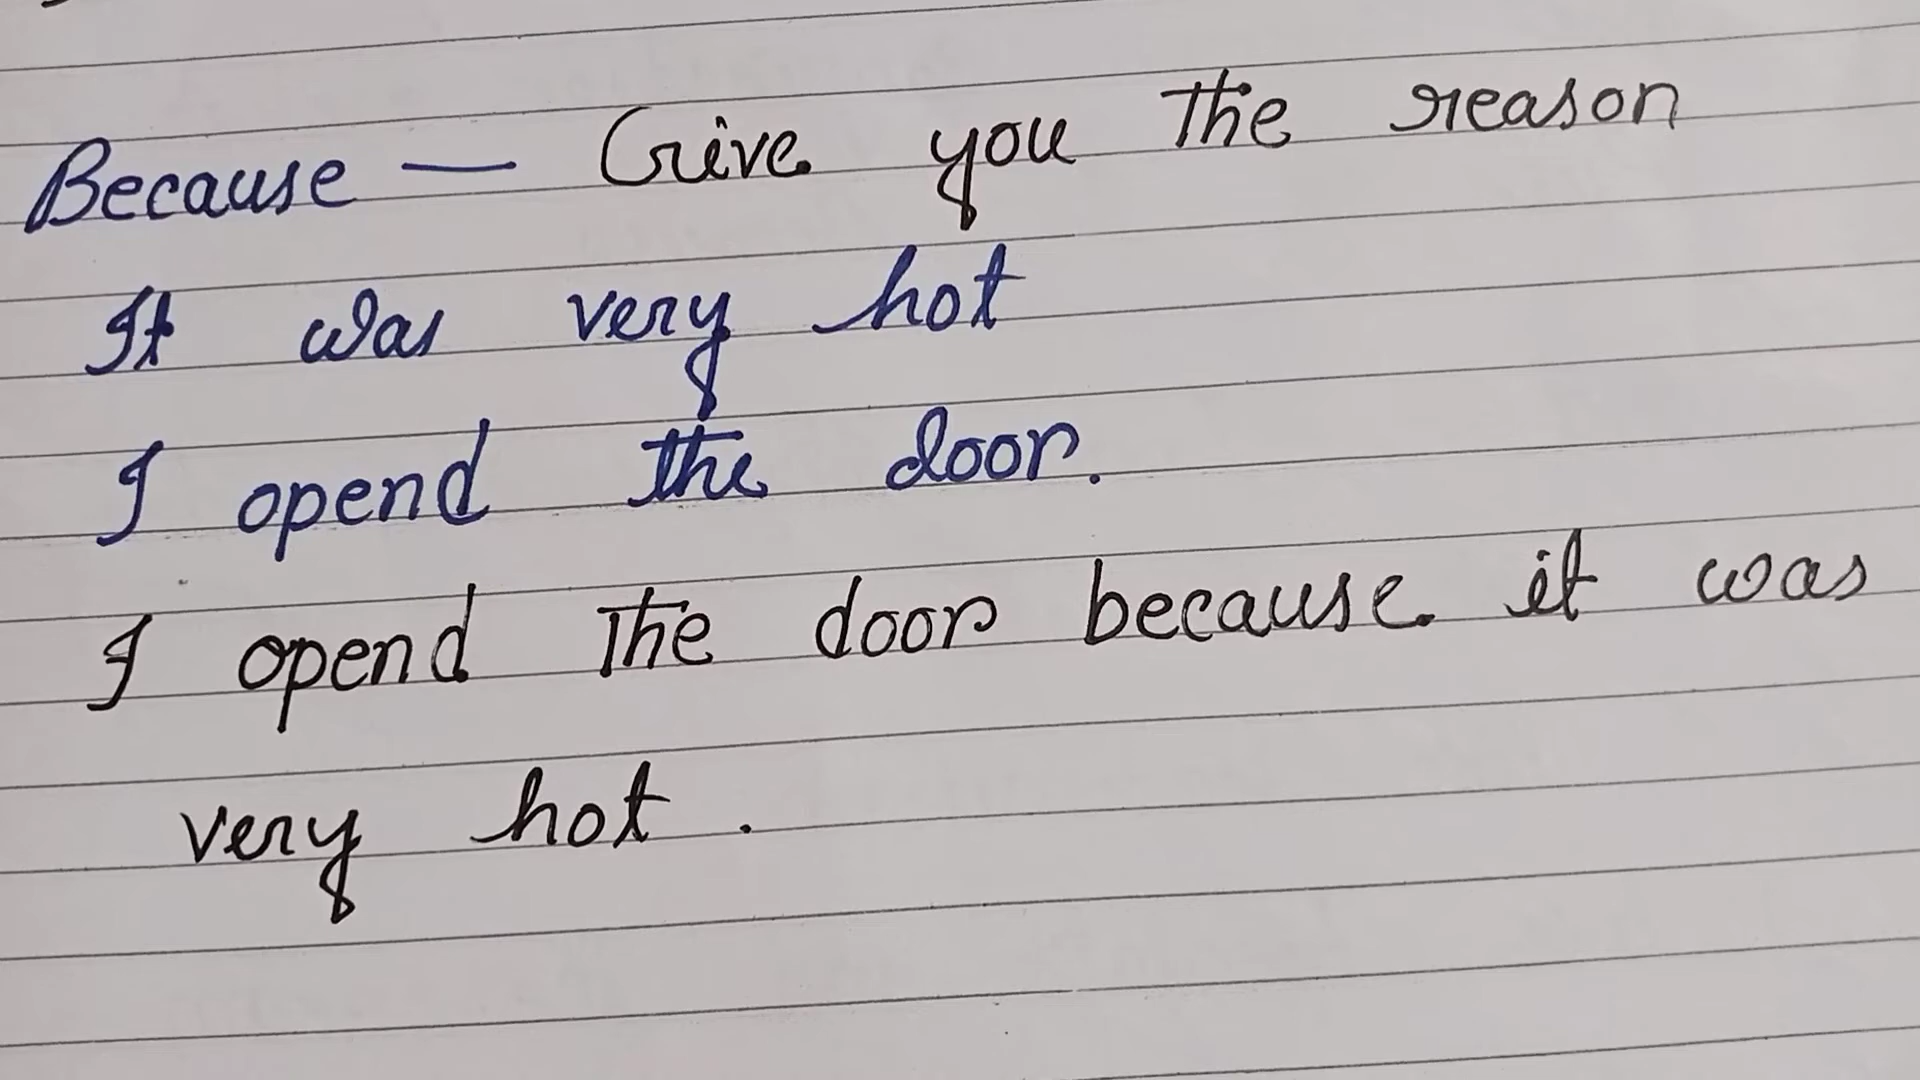 Because — Give you the reason
It was very hot
I opend the door.
I opend the door because it was
very hot .